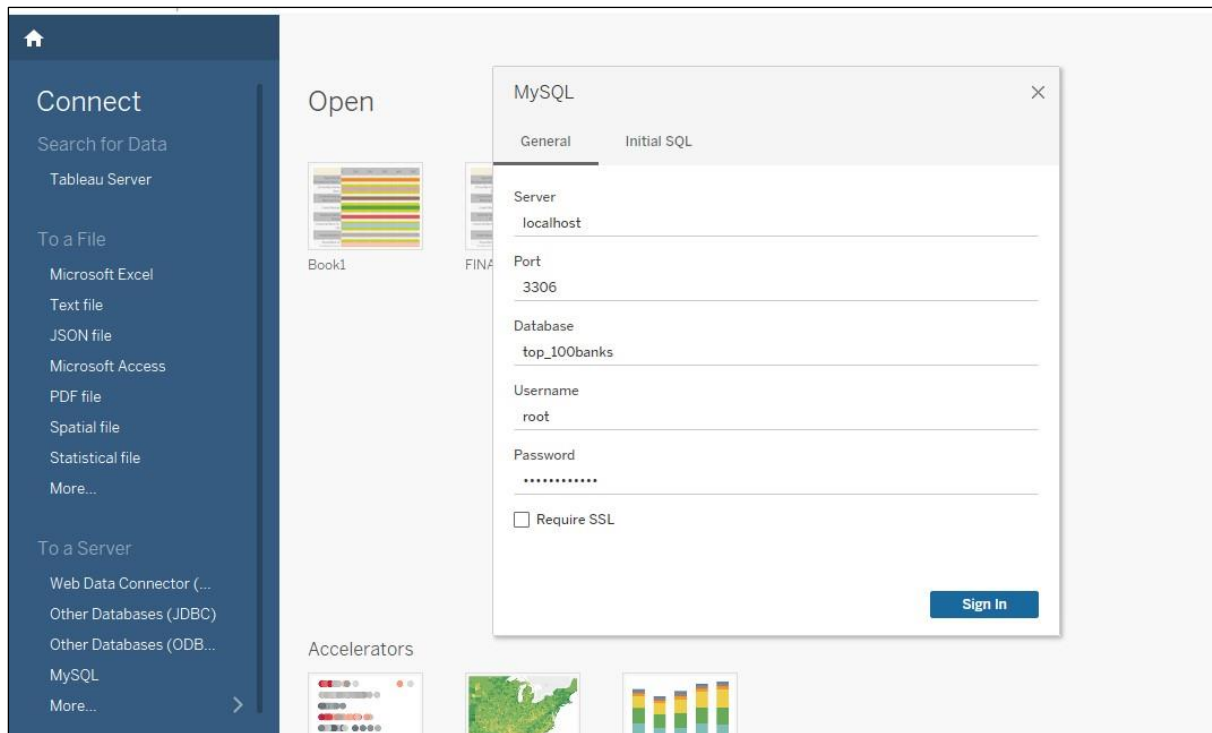 Connect
Search for Data
Tableau Server
To a File
Microsoft Excel
Text file
JSON file
Microsoft Access
PDF file
Spatial file
Statistical file
More...
To a Server
Web Data Connector (...
Other Databases (JDBC)
Other Databases (ODB...
MySQL
More...
Open
Book1
FINA
MySQL
General
Initial SQL
Server
localhost
Port
3306
Database
top_100banks
Username
root
Password
••••••••••••
Require SSL
Sign In
Accelerators